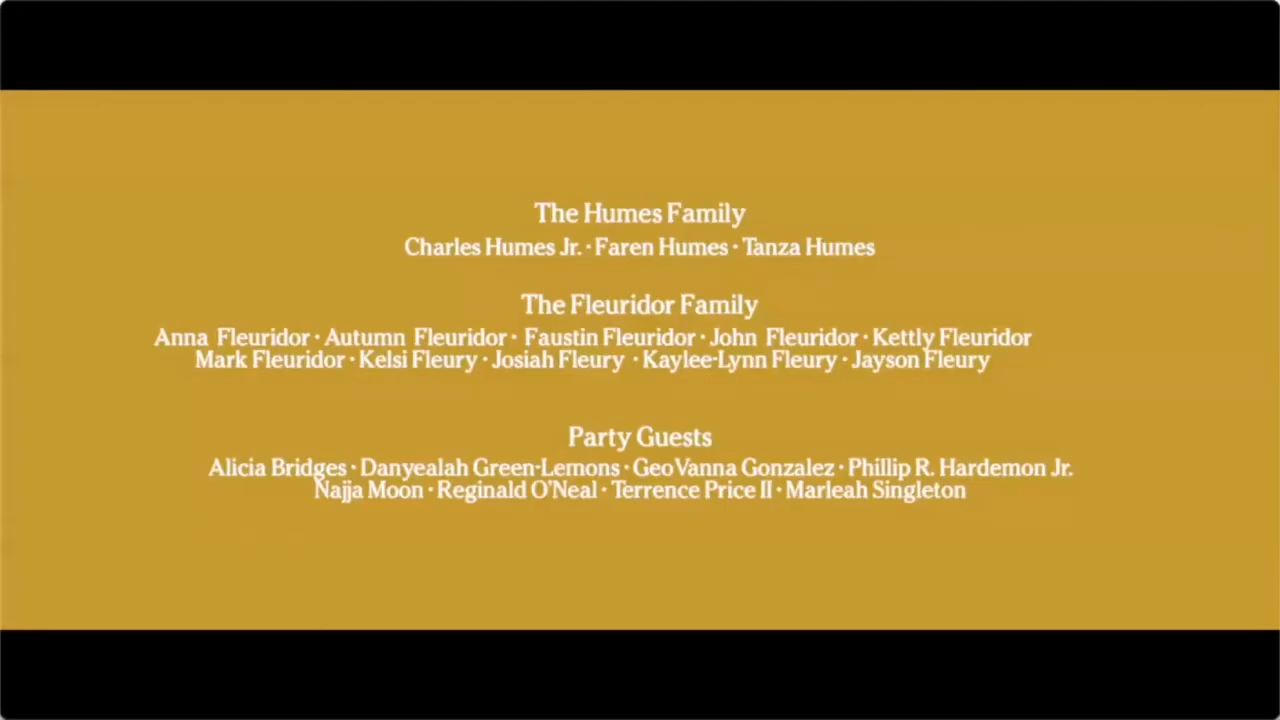 The Humes Family
Charles Humes Jr. · Faren Humes · Tanza Humes
The Fleuridor Family
Anna Fleuridor · Autumn Fleuridor · Faustin Fleuridor · John Fleuridor · Kettly Fleuridor
Mark Fleuridor · Kelsi Fleury · Josiah Fleury · Kaylee-Lynn Fleury · Jayson Fleury
Party Guests
Alicia Bridges · Danyealah Green-Lemons · GeoVanna Gonzalez · Phillip R. Hardemon Jr.
Najja Moon · Reginald O'Neal · Terrence Price II · Marleah Singleton